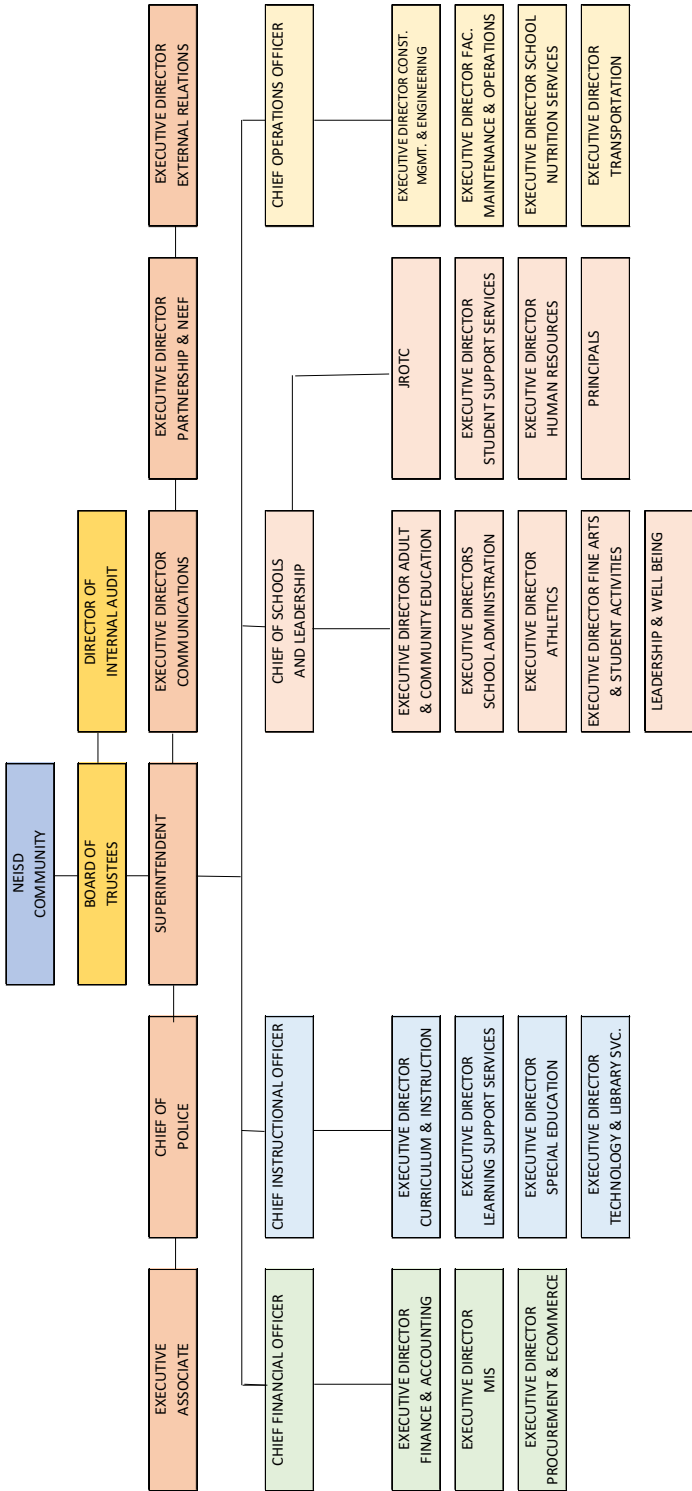 NEISD
COMMUNITY
BOARD OF
TRUSTEES
DIRECTOR OF
INTERNAL AUDIT
EXECUTIVE
ASSOCIATE
CHIEF OF
POLICE
SUPERINTENDENT
EXECUTIVE DIRECTOR
COMMUNICATIONS
EXECUTIVE DIRECTOR
PARTNERSHIP & NEEF
EXECUTIVE DIRECTOR
EXTERNAL RELATIONS
CHIEF FINANCIAL OFFICER
EXECUTIVE DIRECTOR
FINANCE & ACCOUNTING
EXECUTIVE DIRECTOR
MIS
EXECUTIVE DIRECTOR
PROCUREMENT & ECOMMERCE
CHIEF INSTRUCTIONAL OFFICER
EXECUTIVE DIRECTOR
CURRICULUM & INSTRUCTION
EXECUTIVE DIRECTOR
LEARNING SUPPORT SERVICES
EXECUTIVE DIRECTOR
SPECIAL EDUCATION
EXECUTIVE DIRECTOR
TECHNOLOGY & LIBRARY SVC.
CHIEF OF SCHOOLS
AND LEADERSHIP
EXECUTIVE DIRECTOR ADULT
& COMMUNITY EDUCATION
EXECUTIVE DIRECTORS
SCHOOL ADMINISTRATION
EXECUTIVE DIRECTOR
ATHLETICS
EXECUTIVE DIRECTOR FINE ARTS
& STUDENT ACTIVITIES
LEADERSHIP & WELL BEING
JROTC
EXECUTIVE DIRECTOR
STUDENT SUPPORT SERVICES
EXECUTIVE DIRECTOR
HUMAN RESOURCES
PRINCIPALS
CHIEF OPERATIONS OFFICER
EXECUTIVE DIRECTOR CONST.
MGMT. & ENGINEERING
EXECUTIVE DIRECTOR FAC.
MAINTENANCE & OPERATIONS
EXECUTIVE DIRECTOR SCHOOL
NUTRITION SERVICES
EXECUTIVE DIRECTOR
TRANSPORTATION